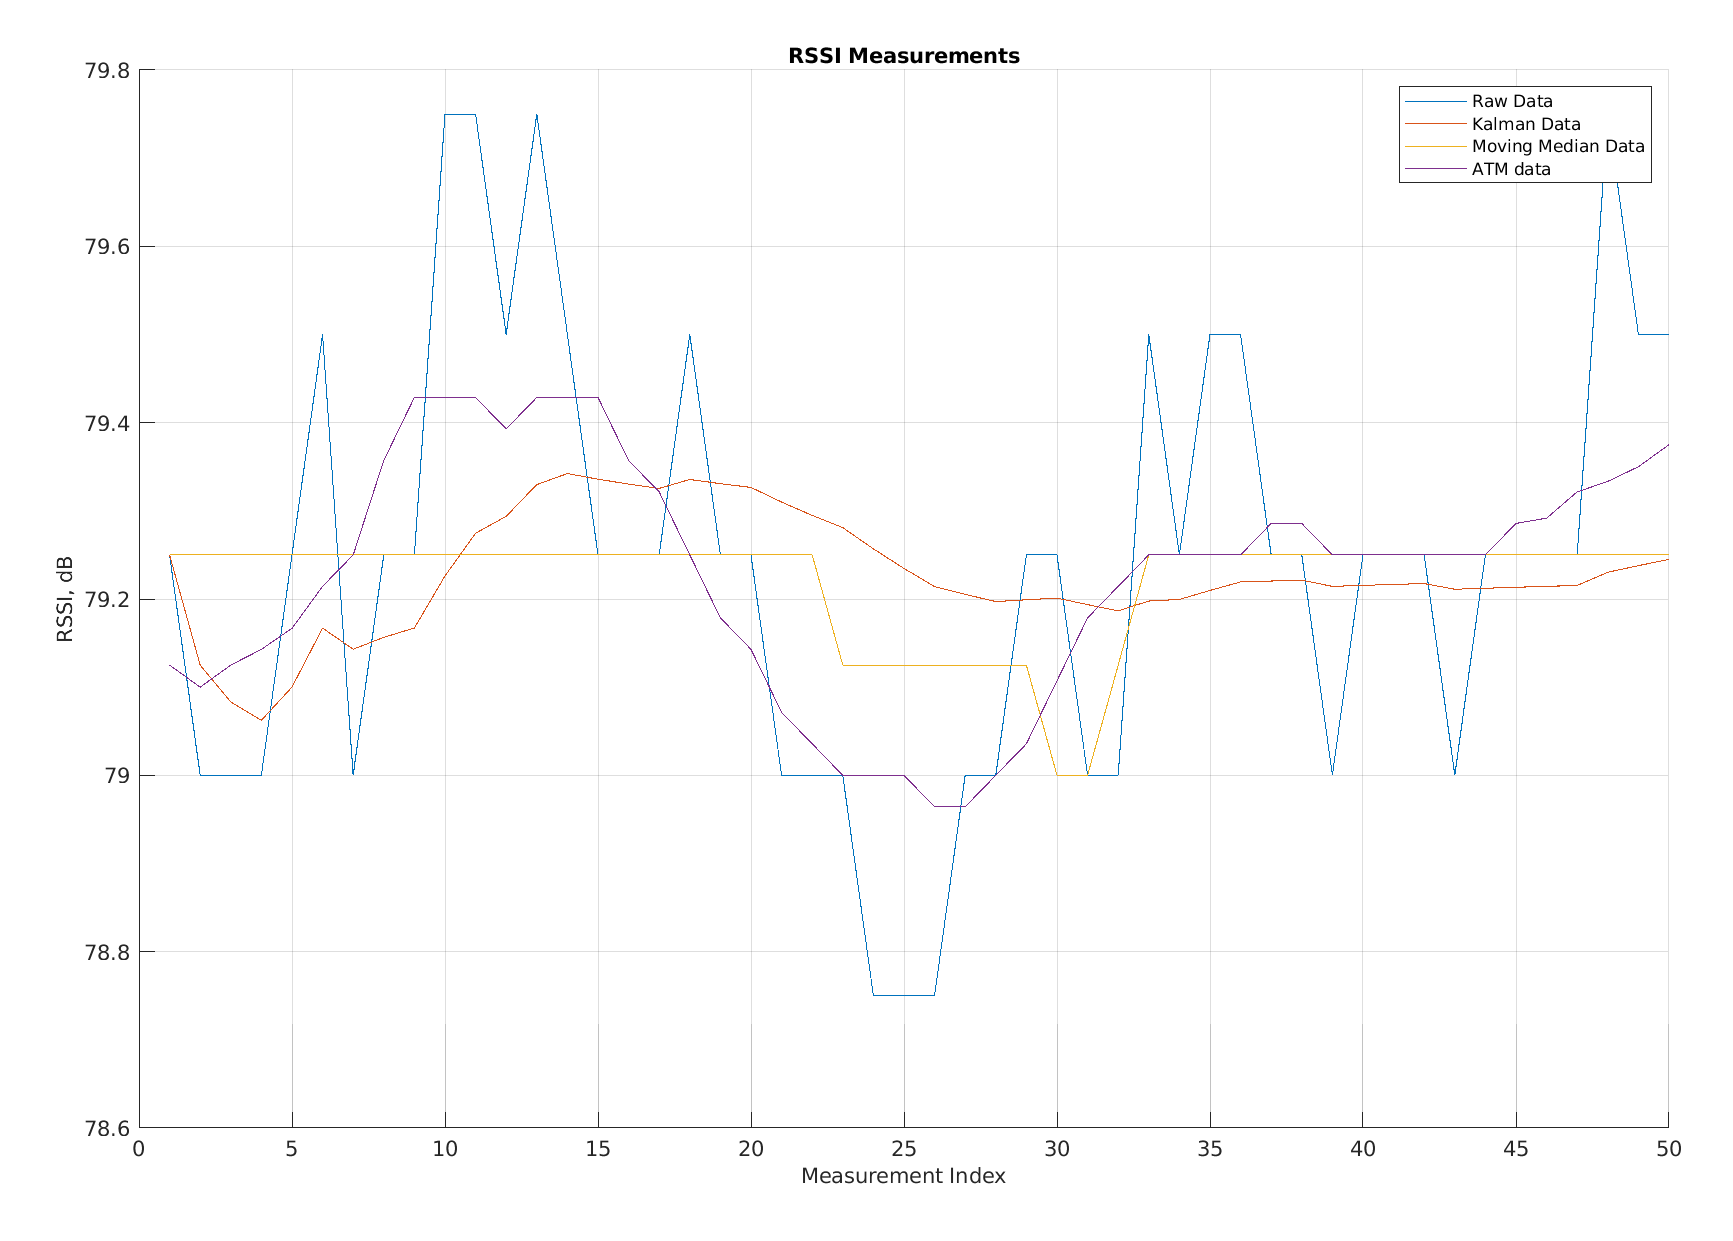 RSSI Measurements
79.8
79.6
79.4
79.2
79
78.8
78.6
RSSI, dB
Raw Data
Kalman Data
Moving Median Data
ATM data
0 5 10 15 20 25 30 35 40 45 50
Measurement Index